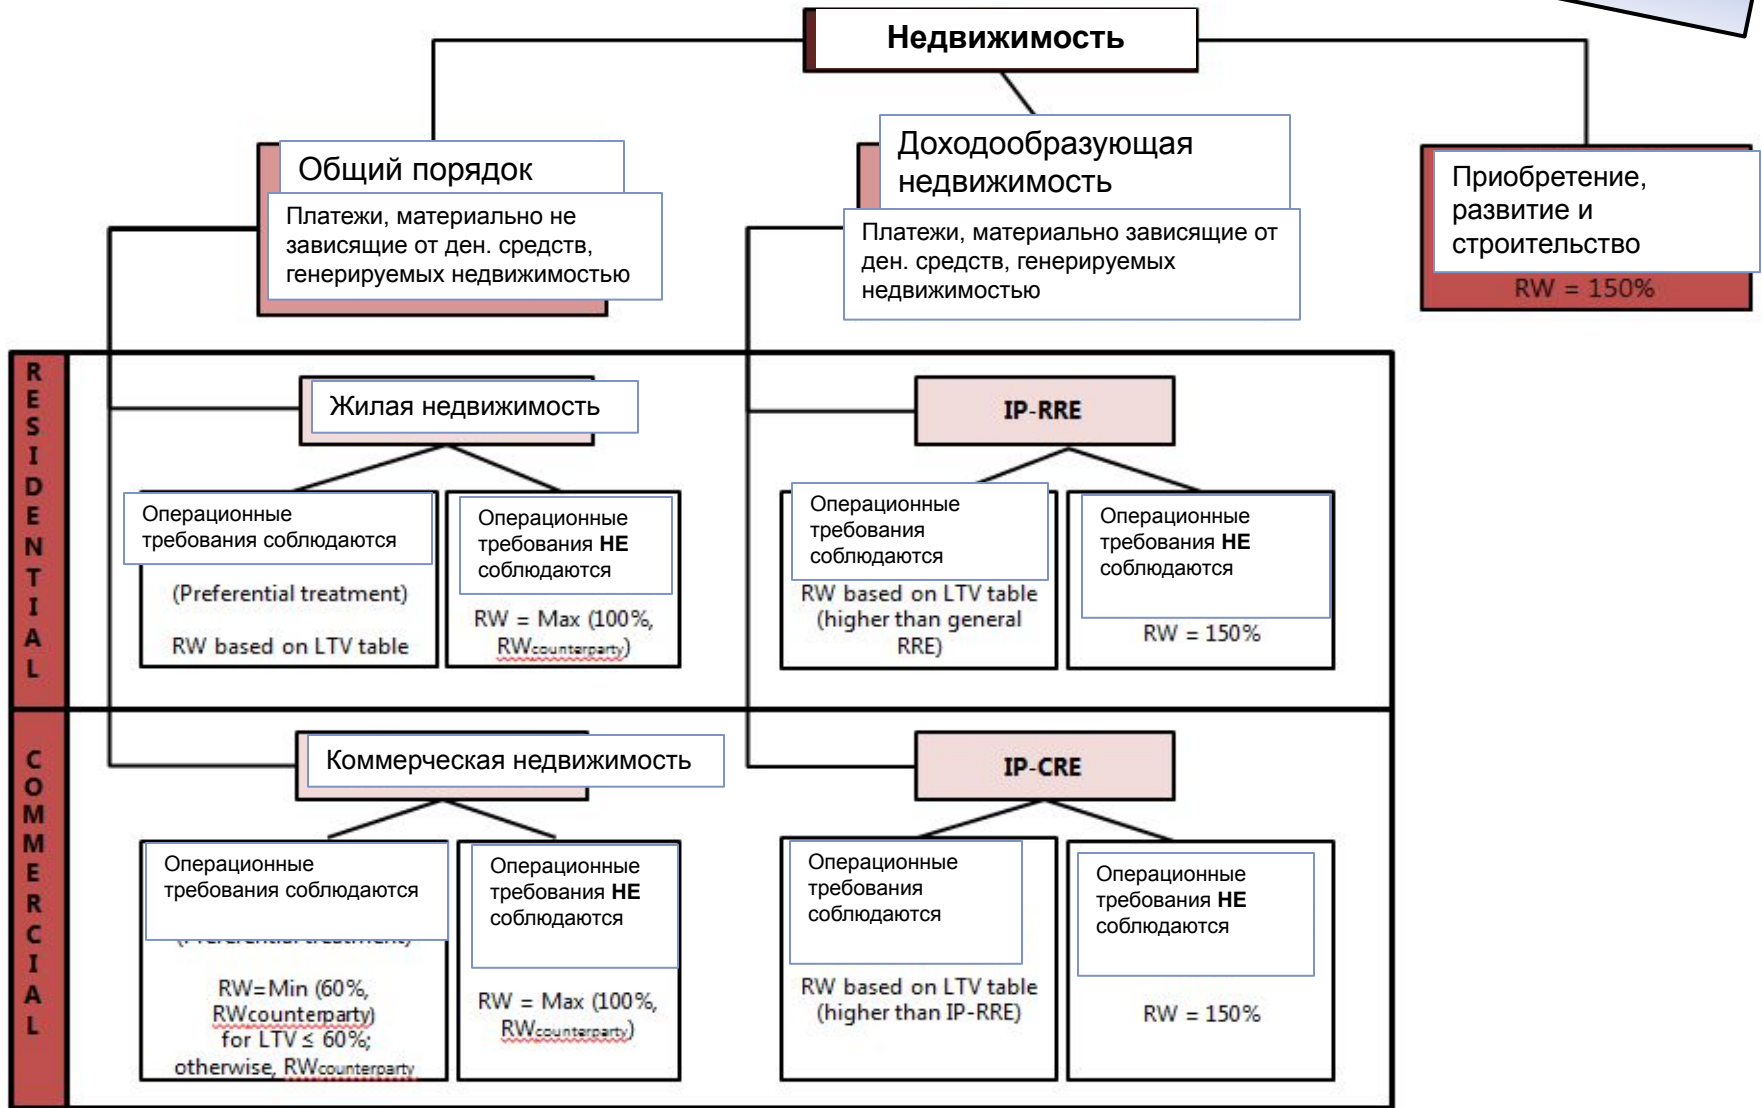 Недвижимость
Общий порядок
Платежи, материально не
зависящие от ден. средств,
генерируемых недвижимостью
Доходообразующая
недвижимость
Платежи, материально зависящие от
ден. средств, генерируемых
недвижимостью
Приобретение,
развитие и
строительство
RW = 150%
RESIDENTIAL
Жилая недвижимость
Операционные
требования соблюдаются
(Preferential treatment)
RW based on LTV table
Операционные
требования НЕ
соблюдаются
RW = Max (100%,
RWcounterparty)
IP-RRE
Операционные
требования
соблюдаются
RW based on LTV table
(higher than general
RRE)
Операционные
требования НЕ
соблюдаются
RW = 150%
COMMERCIAL
Коммерческая недвижимость
Операционные
требования соблюдаются
RW=Min (60%,
RWcounterparty)
for LTV ≤ 60%;
otherwise, RWcounterparty
Операционные
требования НЕ
соблюдаются
RW = Max (100%,
RWcounterparty)
IP-CRE
Операционные
требования
соблюдаются
RW based on LTV table
(higher than IP-RRE)
Операционные
требования НЕ
соблюдаются
RW = 150%